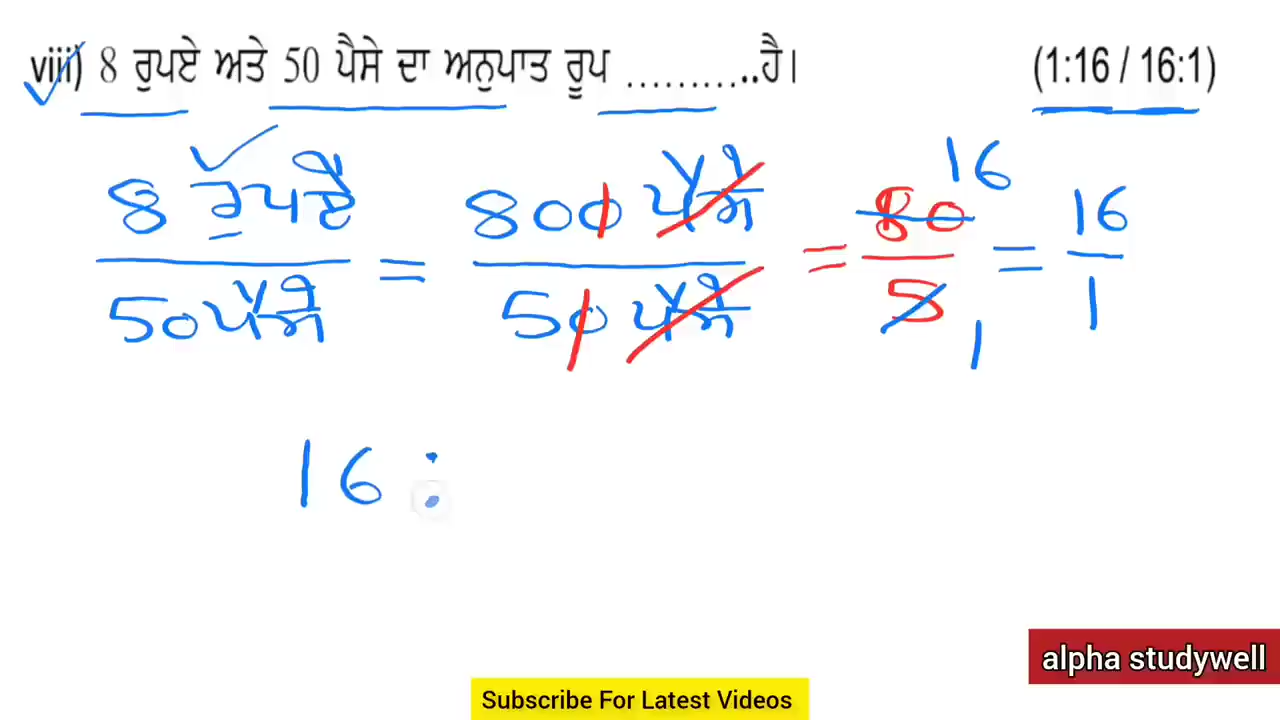 viii) 8 ਰੁਪਏ ਅਤੇ 50 ਪੈਸੇ ਦਾ ਅਨੁਪਾਤ ਰੂਪ ………..ਹੈ। (1:16 / 16:1)
8 ਰੁਪਏ = 800 ਪੈਸੇ = 80 16 = 16
50 ਪੈਸੇ 50 ਪੈਸੇ 5 1 1
16 :
alpha studywell
Subscribe For Latest Videos